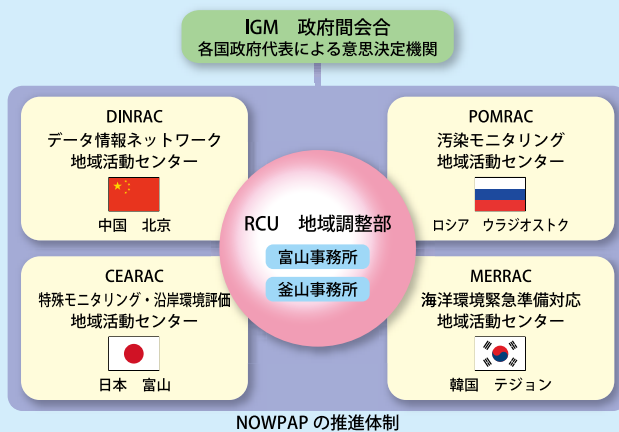 IGM　政府間会合
各国政府代表による意思決定機関
DINRAC
データ情報ネットワーク
地域活動センター
中国　北京
POMRAC
汚染モニタリング
地域活動センター
ロシア　ウラジオストク
RCU　地域調整部
富山事務所
釜山事務所
CEARAC
特殊モニタリング・沿岸環境評価
地域活動センター
日本　富山
MERRAC
海洋環境緊急準備対応
地域活動センター
韓国　テジョン
NOWPAP の推進体制